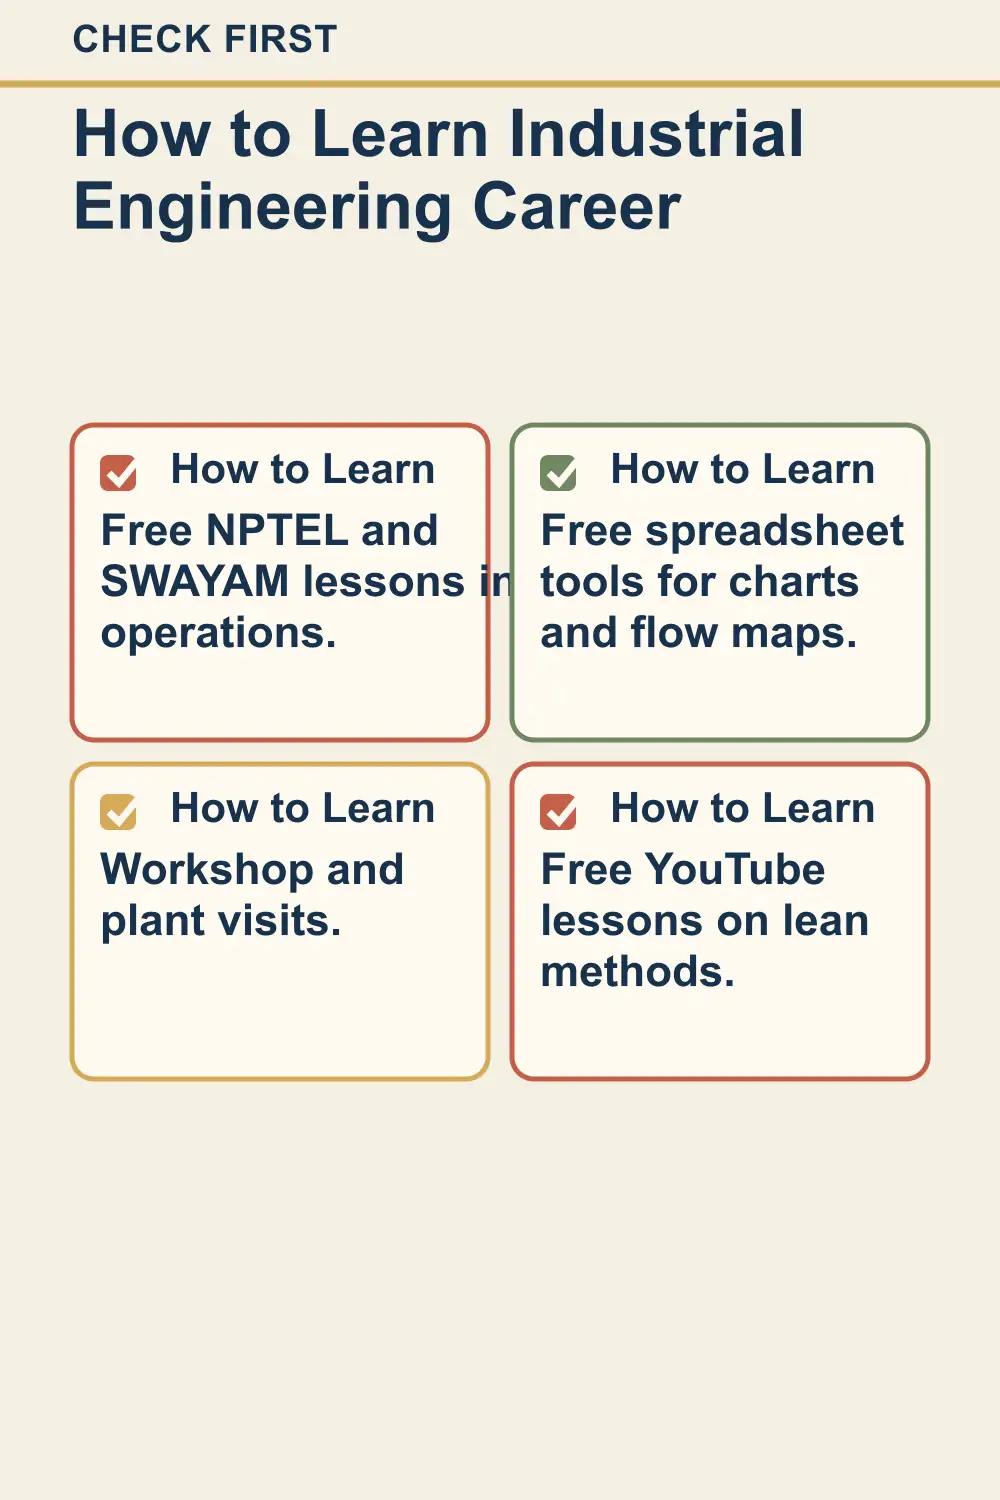 CHECK FIRST
How to Learn Industrial
Engineering Career
How to Learn
Free NPTEL and
SWAYAM lessons in
operations.
How to Learn
Free spreadsheet
tools for charts
and flow maps.
How to Learn
Workshop and
plant visits.
How to Learn
Free YouTube
lessons on lean
methods.